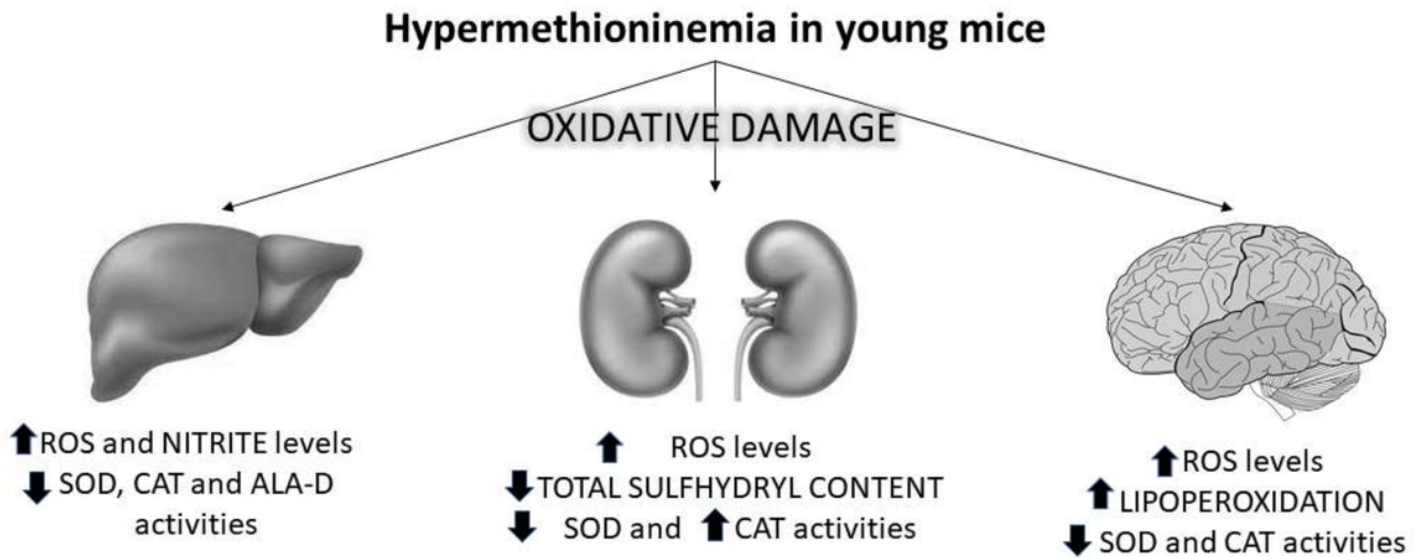 Hypermethioninemia in young mice
OXIDATIVE DAMAGE
⬆ROS and NITRITE levels
⬇ SOD, CAT and ALA-D
activities
⬆ ROS levels
⬇TOTAL SULFHYDRYL CONTENT
⬇ SOD and ⬆CAT activities
⬆ROS levels
⬆LIPOPEROXIDATION
⬇ SOD and CAT activities